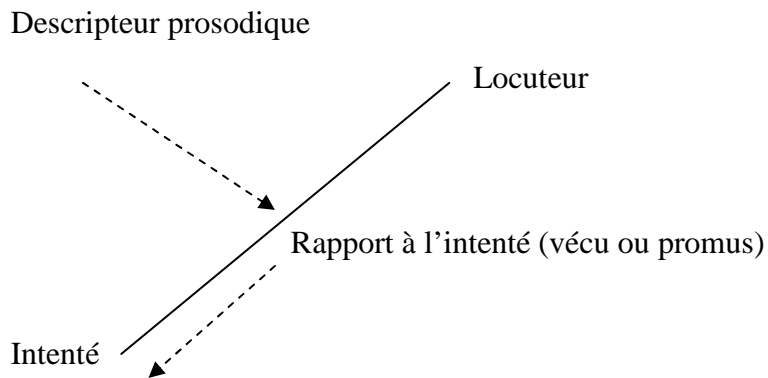 Descripteur prosodique
Locuteur
Rapport à l’intenté (vécu ou promus)
Intenté